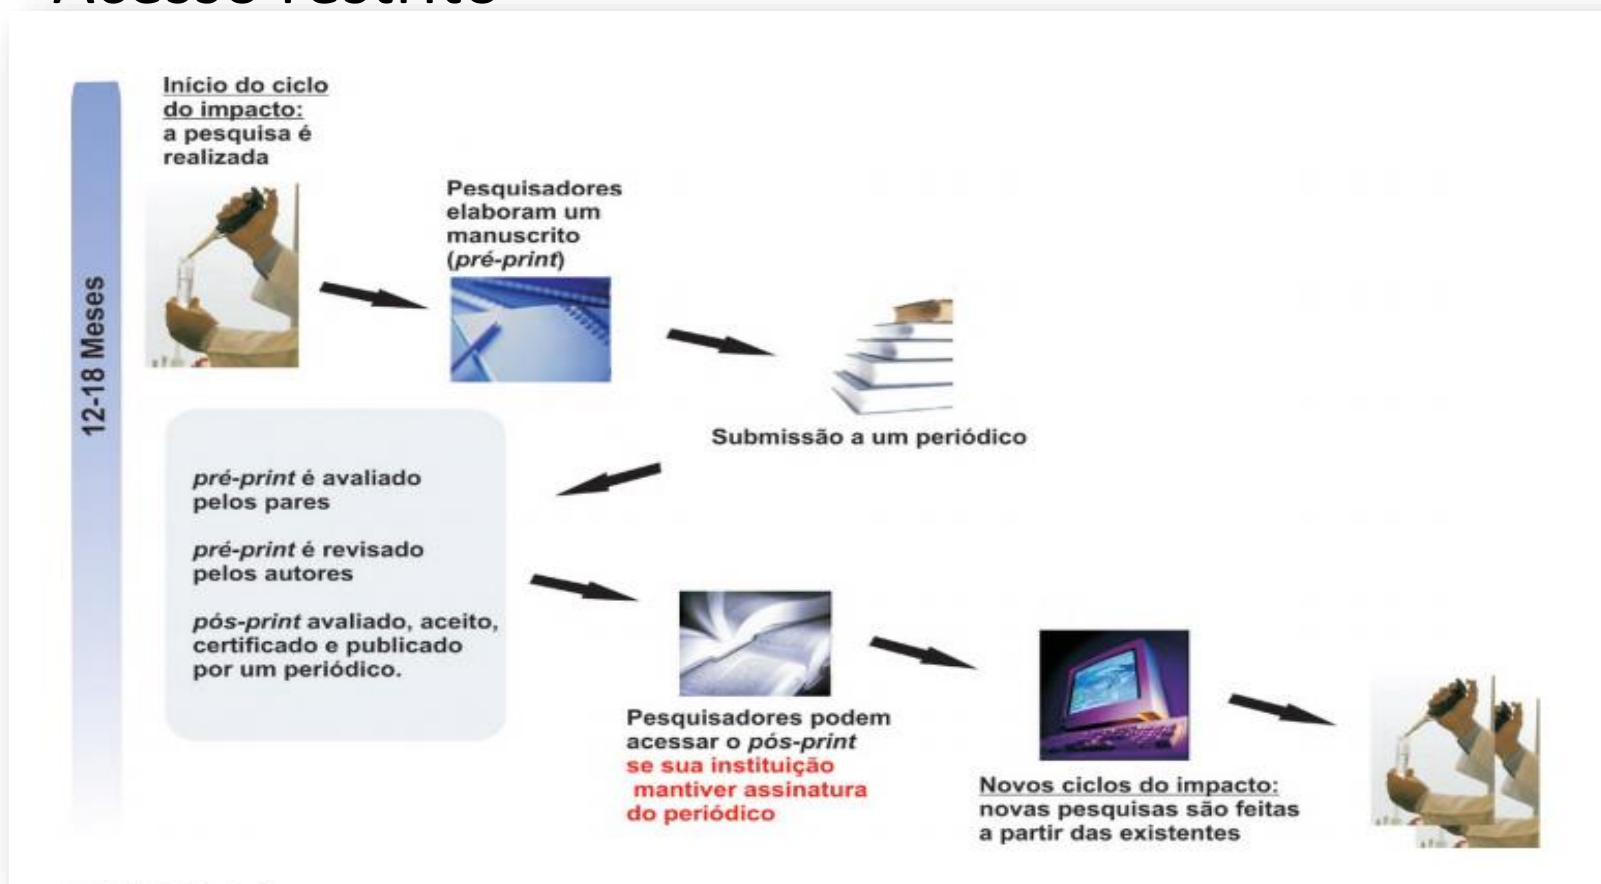 Acesso restrito
12-18 Meses
Início do ciclo
do impacto:
a pesquisa é
realizada
Pesquisadores
elaboram um
manuscrito
(pré-print)
Submissão a um periódico
pré-print é avaliado
pelos pares
pré-print é revisado
pelos autores
pós-print avaliado, aceito,
certificado e publicado
por um periódico.
Pesquisadores podem
acessar o pós-print
se sua instituição
mantiver assinatura
do periódico
Novos ciclos do impacto:
novas pesquisas são feitas
a partir das existentes